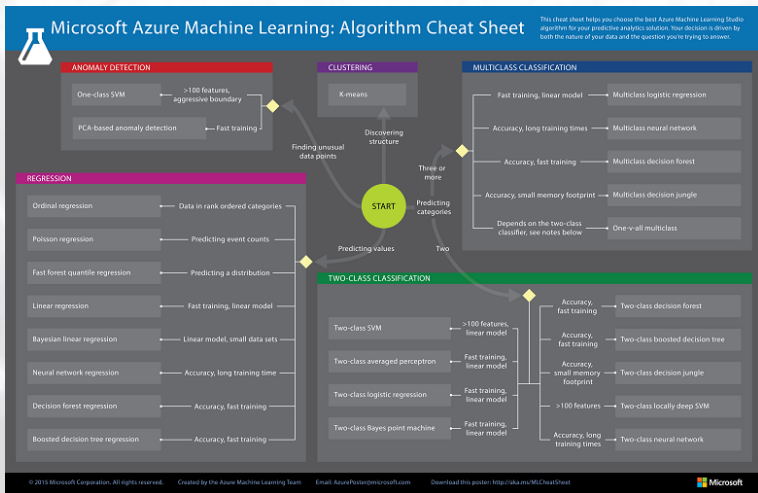 Microsoft Azure Machine Learning: Algorithm Cheat Sheet
This cheat sheet helps you choose the best Azure Machine Learning Studio
algorithm for your predictive analytics solution. Your decision is driven by
both the nature of your data and the question you're trying to answer.
ANOMALY DETECTION
One-class SVM
>100 features,
aggressive boundary
PCA-based anomaly detection
Fast training
CLUSTERING
K-means
MULTICLASS CLASSIFICATION
Fast training, linear model
Multiclass logistic regression
Accuracy, long training times
Multiclass neural network
Accuracy, fast training
Multiclass decision forest
Accuracy, small memory footprint
Multiclass decision jungle
Depends on the two-class
classifier, see notes below
One-v-all multiclass
Finding unusual
data points
Discovering
structure
Three or
more
START
Predicting
categories
Predicting values
Two
REGRESSION
Ordinal regression
Data in rank ordered categories
Poisson regression
Predicting event counts
Fast forest quantile regression
Predicting a distribution
Linear regression
Fast training, linear model
Bayesian linear regression
Linear model, small data sets
Neural network regression
Accuracy, long training time
Decision forest regression
Accuracy, fast training
Boosted decision tree regression
Accuracy, fast training
TWO-CLASS CLASSIFICATION
Two-class SVM
>100 features,
linear model
Two-class averaged perceptron
Fast training,
linear model
Two-class logistic regression
Fast training,
linear model
Two-class Bayes point machine
Fast training,
linear model
Accuracy,
fast training
Two-class decision forest
Accuracy,
fast training
Two-class boosted decision tree
Accuracy,
small memory
footprint
Two-class decision jungle
>100 features
Two-class locally deep SVM
Accuracy, long
training times
Two-class neural network
© 2015 Microsoft Corporation. All rights reserved.
Created by the Azure Machine Learning Team
Email: AzurePoster@microsoft.com
Download this poster: http://aka.ms/MLCheatSheet
Microsoft